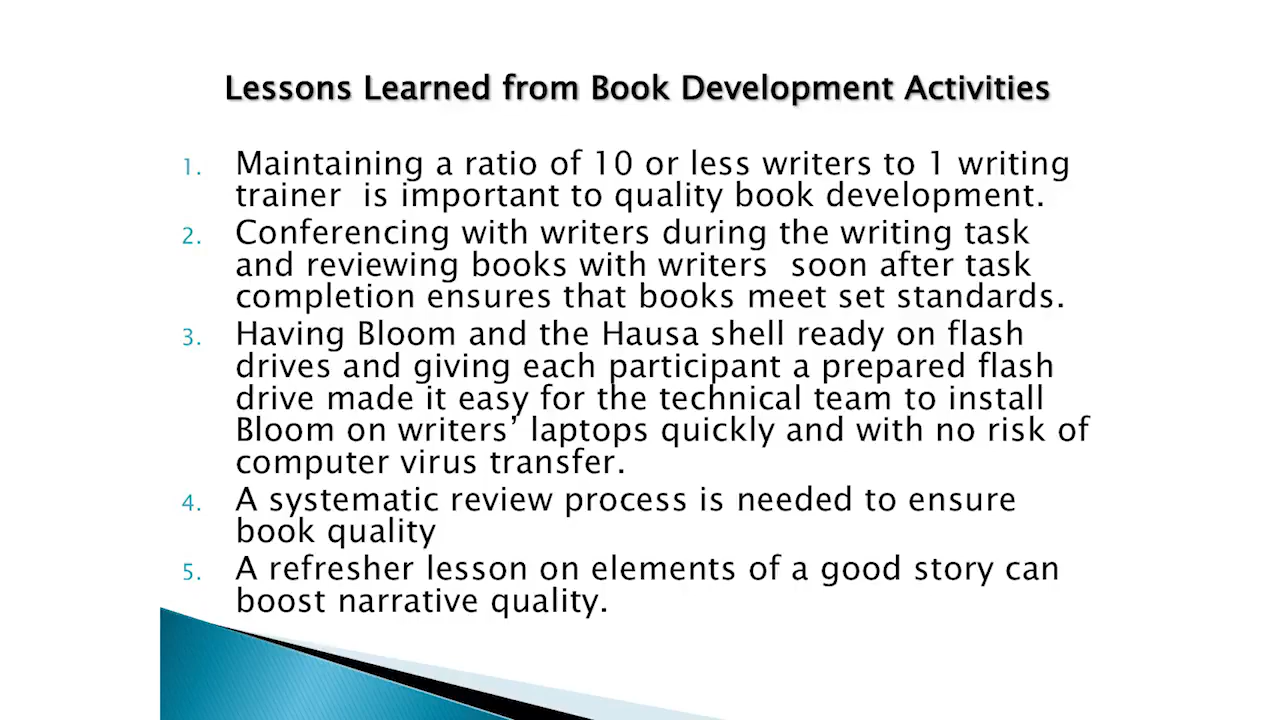 Lessons Learned from Book Development Activities
1. Maintaining a ratio of 10 or less writers to 1 writing
trainer  is important to quality book development.
2. Conferencing with writers during the writing task
and reviewing books with writers  soon after task
completion ensures that books meet set standards.
3. Having Bloom and the Hausa shell ready on flash
drives and giving each participant a prepared flash
drive made it easy for the technical team to install
Bloom on writers’ laptops quickly and with no risk of
computer virus transfer.
4. A systematic review process is needed to ensure
book quality
5. A refresher lesson on elements of a good story can
boost narrative quality.